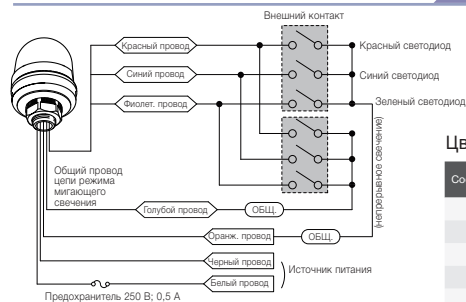 Внешний контакт
Красный провод
Красный светодиод
Синий провод
Синий светодиод
Фиолет. провод
Зеленый светодиод
(непрерывное свечение)
Общий провод
цепи режима
мигающего
свечения
Голубой провод
ОБЩ.
Оранж. провод
ОБЩ.
Черный провод
Источник питания
Белый провод
Предохранитель 250 В; 0,5 А